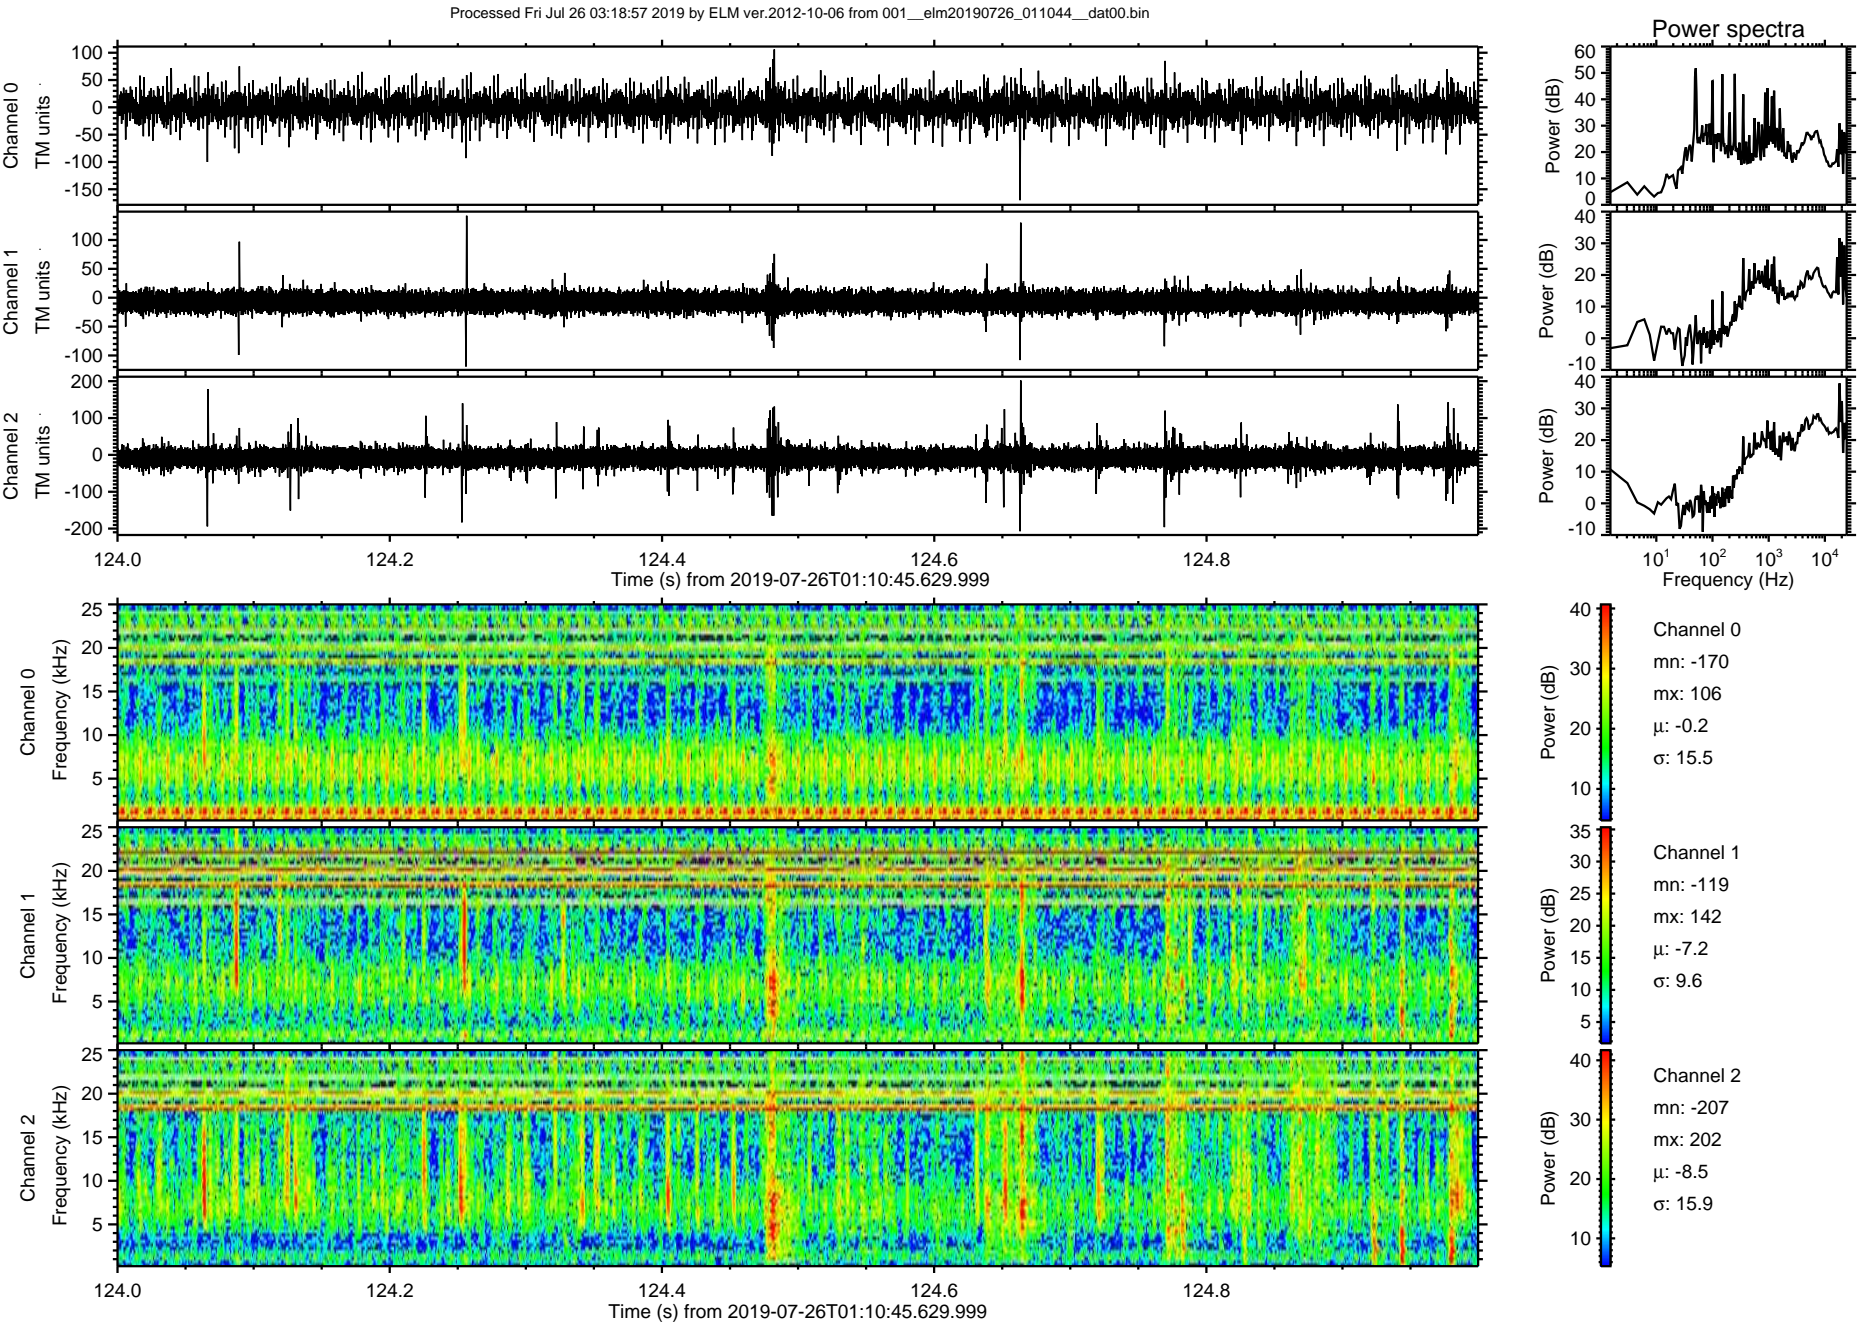 Processed Fri Jul 26 03:18:57 2019 by ELM ver.2012-10-06 from 001__elm20190726_011044__dat00.bin
Power spectra
Channel 0
TM units
100
50
0
-50
-100
-150
Power (dB)
60
50
40
30
20
10
0
Channel 1
TM units
100
50
0
-50
-100
Power (dB)
40
30
20
10
0
-10
Channel 2
TM units
200
100
0
-100
-200
Power (dB)
40
30
20
10
0
-10
124.0 124.2 124.4 124.6 124.8
Time (s) from 2019-07-26T01:10:45.629.999
10^1 10^2 10^3 10^4
Frequency (Hz)
Channel 0
Frequency (kHz)
25
20
15
10
5
Power (dB)
40
30
20
10
Channel 0
mn: -170
mx: 106
μ: -0.2
σ: 15.5
Channel 1
Frequency (kHz)
25
20
15
10
5
Power (dB)
35
30
25
20
15
10
5
Channel 1
mn: -119
mx: 142
μ: -7.2
σ: 9.6
Channel 2
Frequency (kHz)
25
20
15
10
5
Power (dB)
40
30
20
10
Channel 2
mn: -207
mx: 202
μ: -8.5
σ: 15.9
124.0 124.2 124.4 124.6 124.8
Time (s) from 2019-07-26T01:10:45.629.999